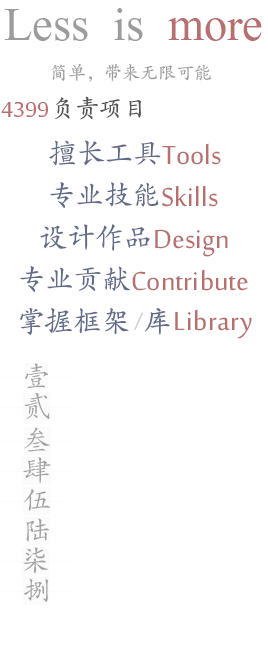 Less is more
简单，带来无限可能
4399负责项目
擅长工具Tools
专业技能Skills
设计作品Design
专业贡献Contribute
掌握框架/库Library
壹
贰
叁
肆
伍
陆
柒
捌